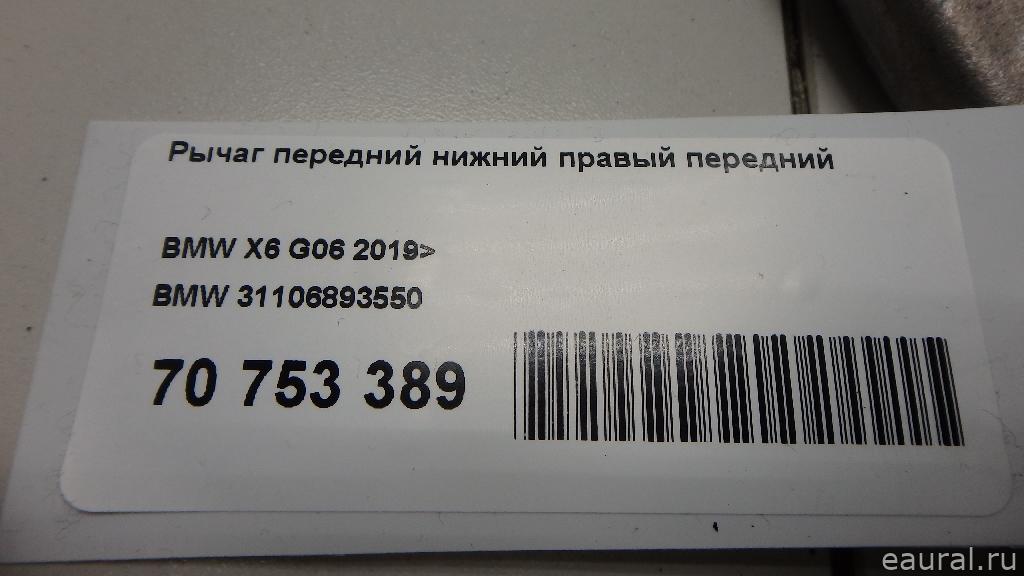 Рычаг передний нижний правый передний
BMW X6 G06 2019>
BMW 31106893550
70 753 389
eaural.ru